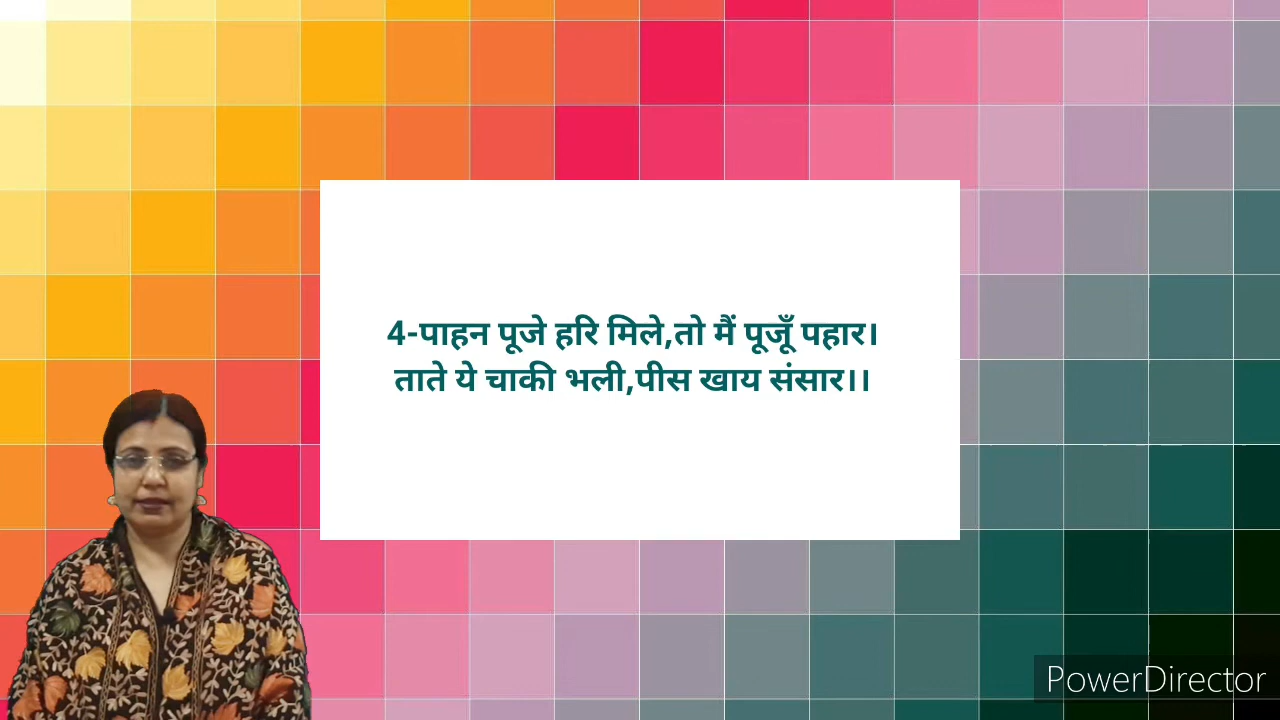 4-पाहन पूजे हरि मिले,तो मैं पूजूँ पहार।
ताते ये चाकी भली,पीस खाय संसार।।
PowerDirector